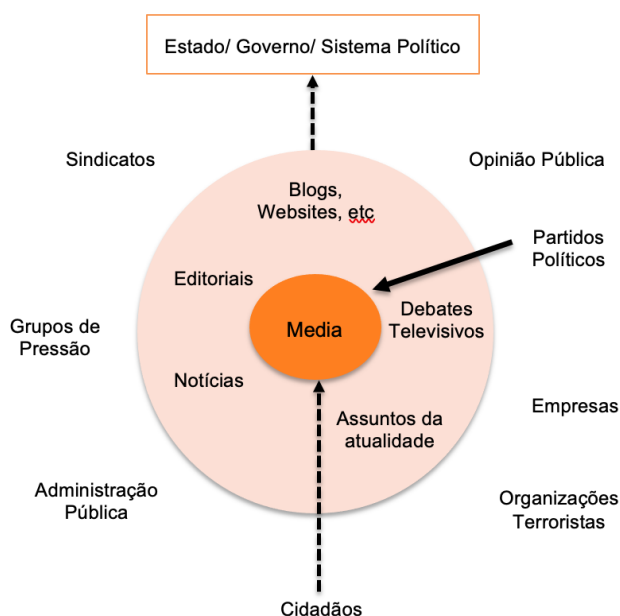 Estado/ Governo/ Sistema Político
Sindicatos
Opinião Pública
Blogs,
Websites, etc
Partidos
Políticos
Editoriais
Debates
Televisivos
Media
Grupos de
Pressão
Notícias
Assuntos da
atualidade
Empresas
Administração
Pública
Organizações
Terroristas
Cidadãos